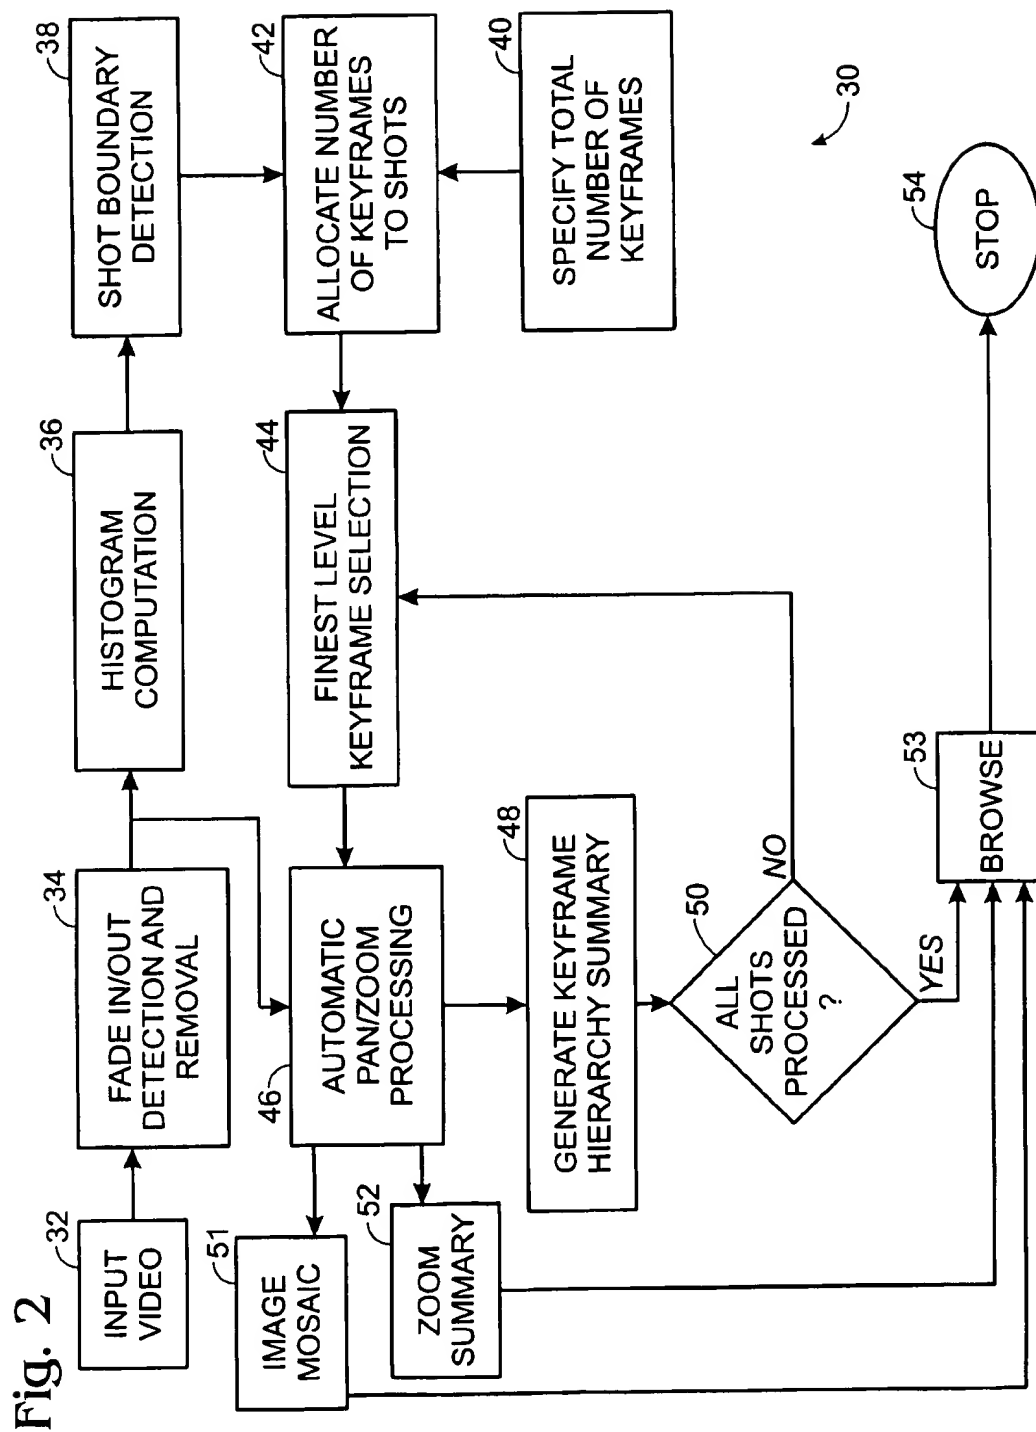 Fig. 2
32
INPUT
VIDEO
34
FADE IN/OUT
DETECTION AND
REMOVAL
36
HISTOGRAM
COMPUTATION
38
SHOT BOUNDARY
DETECTION
42
ALLOCATE NUMBER
OF KEYFRAMES
TO SHOTS
40
SPECIFY TOTAL
NUMBER OF
KEYFRAMES
44
FINEST LEVEL
KEYFRAME SELECTION
46
AUTOMATIC
PAN/ZOOM
PROCESSING
51
IMAGE
MOSAIC
52
ZOOM
SUMMARY
48
GENERATE KEYFRAME
HIERARCHY SUMMARY
50
ALL
SHOTS
PROCESSED
?
NO
YES
53
BROWSE
54
STOP
30